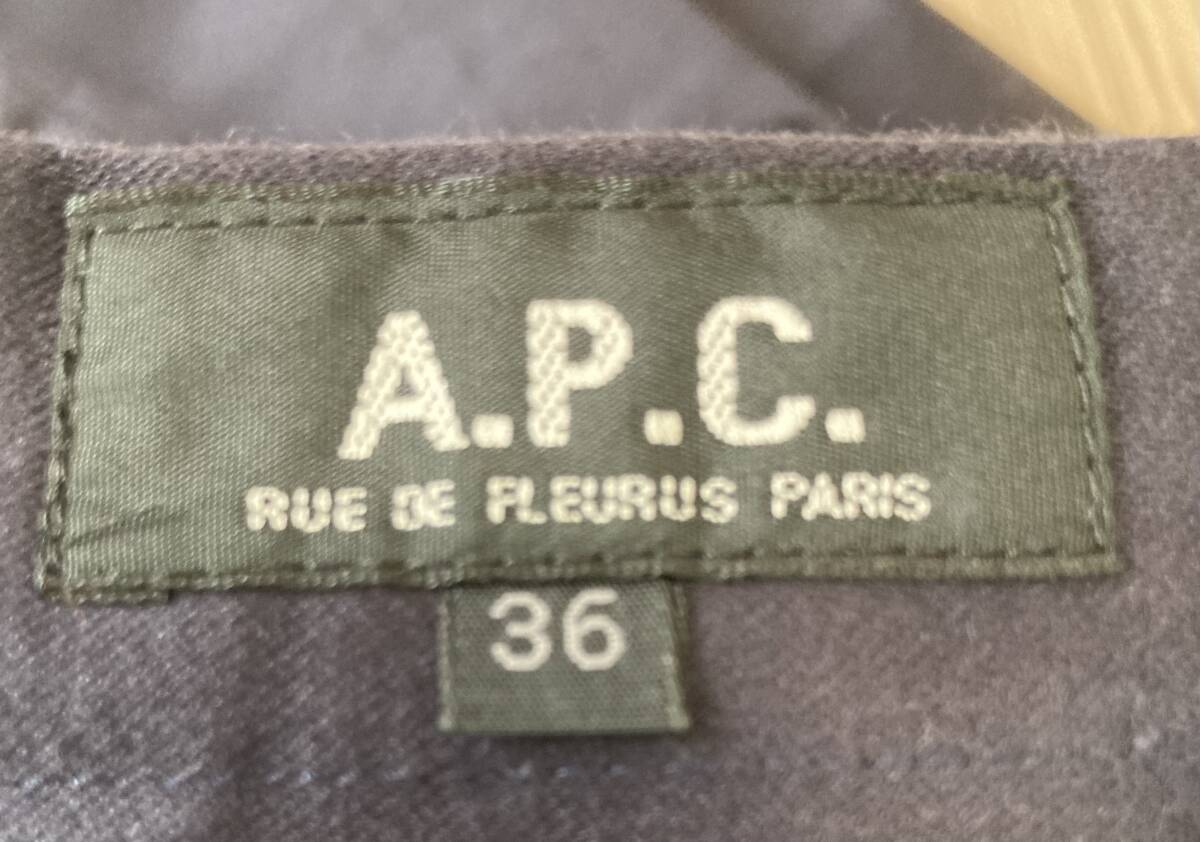 A.P.C.
RUE DE FLEURUS PARIS
36